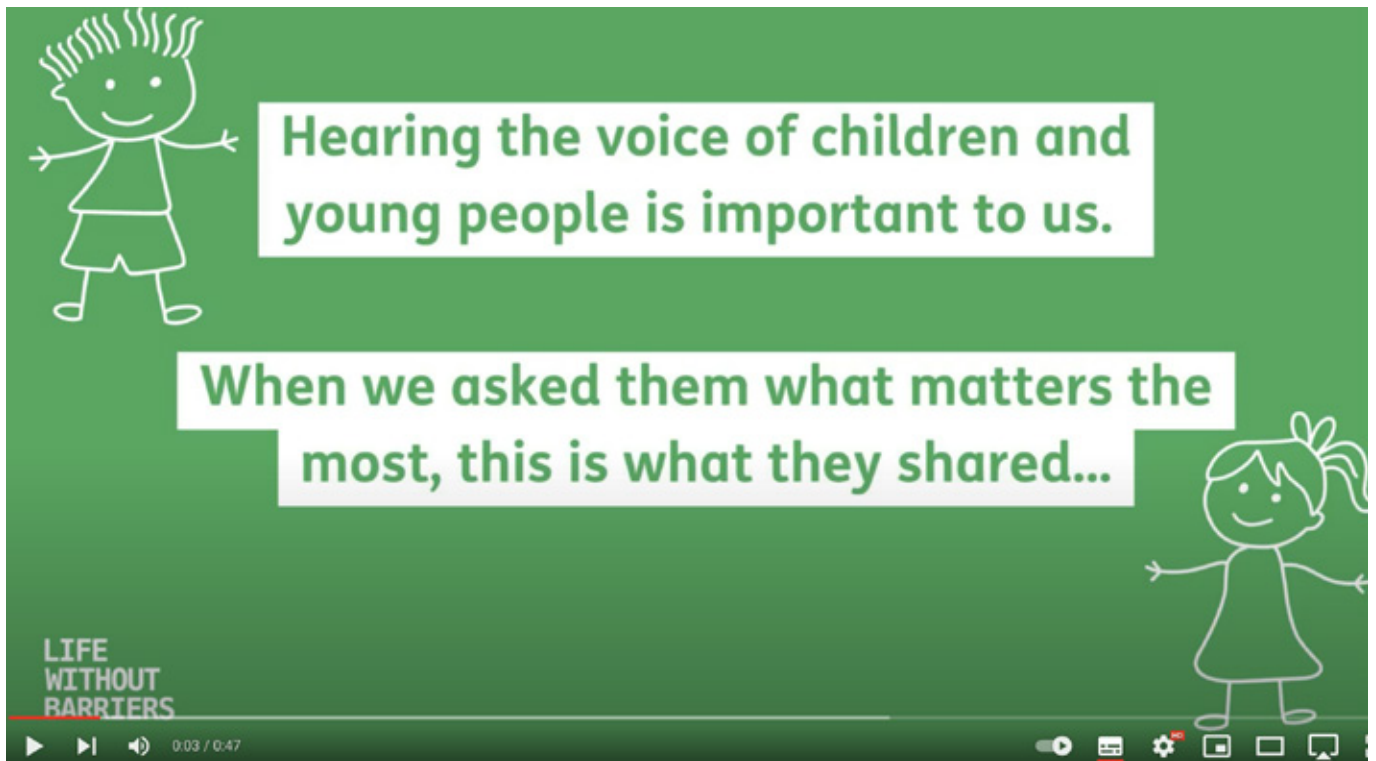 Hearing the voice of children and
young people is important to us.
When we asked them what matters the
most, this is what they shared...
LIFE
WITHOUT
BARRIERS
0:03 / 0:47
HD